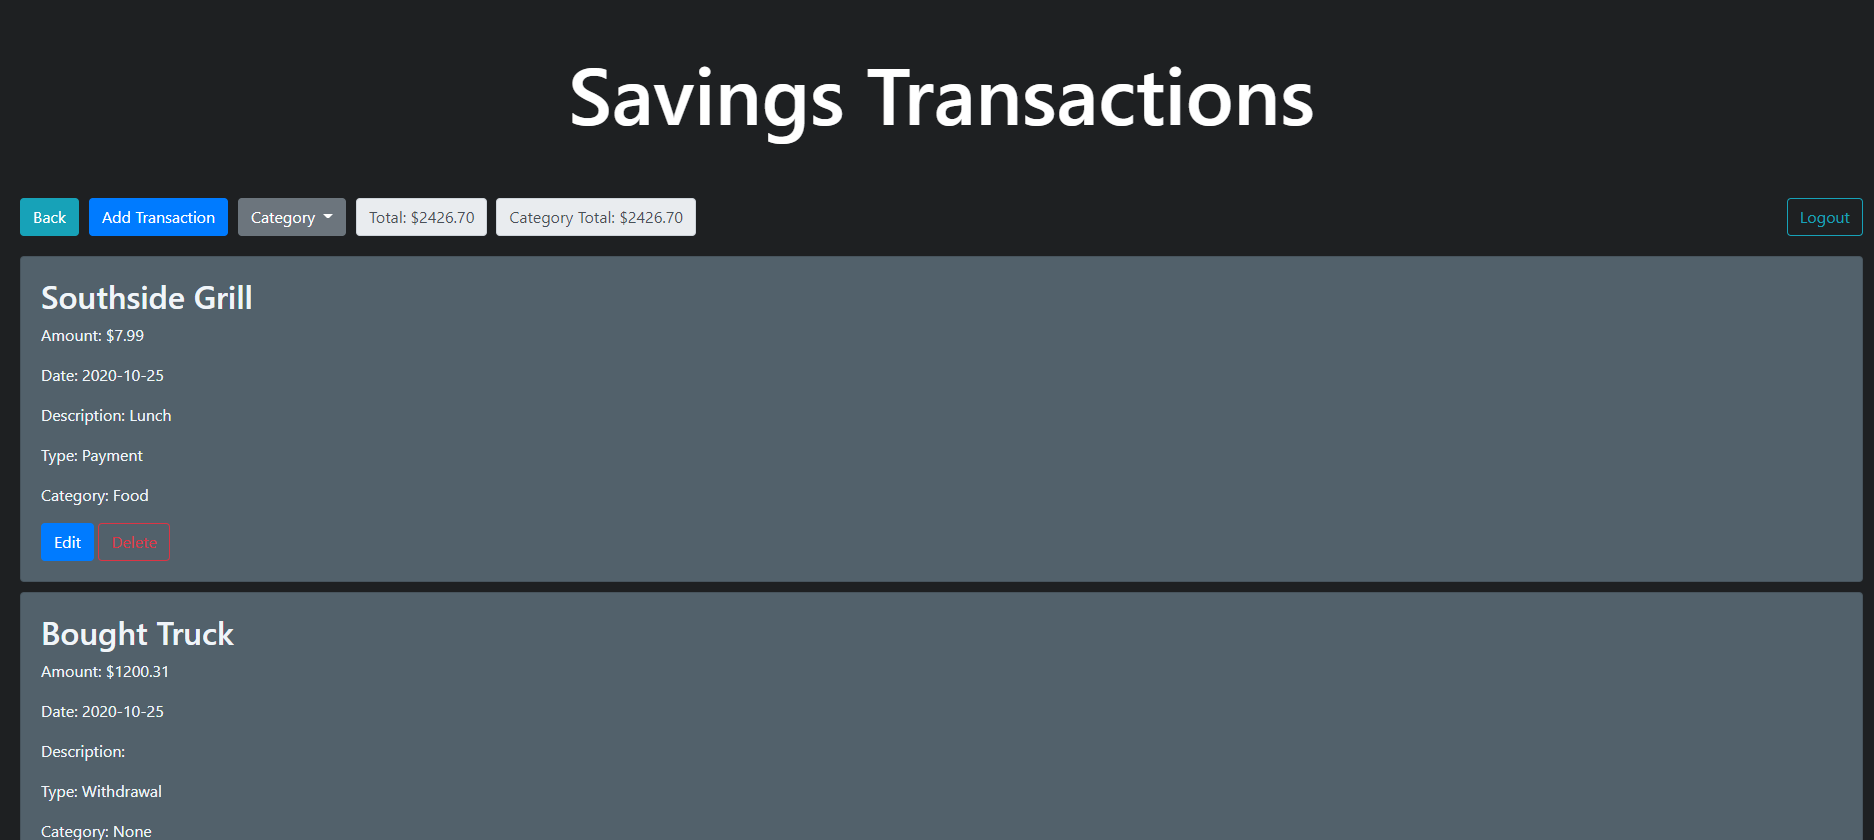 Savings Transactions
Back Add Transaction Category Total: $2426.70 Category Total: $2426.70 Logout
Southside Grill
Amount: $7.99
Date: 2020-10-25
Description: Lunch
Type: Payment
Category: Food
Edit Delete
Bought Truck
Amount: $1200.31
Date: 2020-10-25
Description:
Type: Withdrawal
Category: None